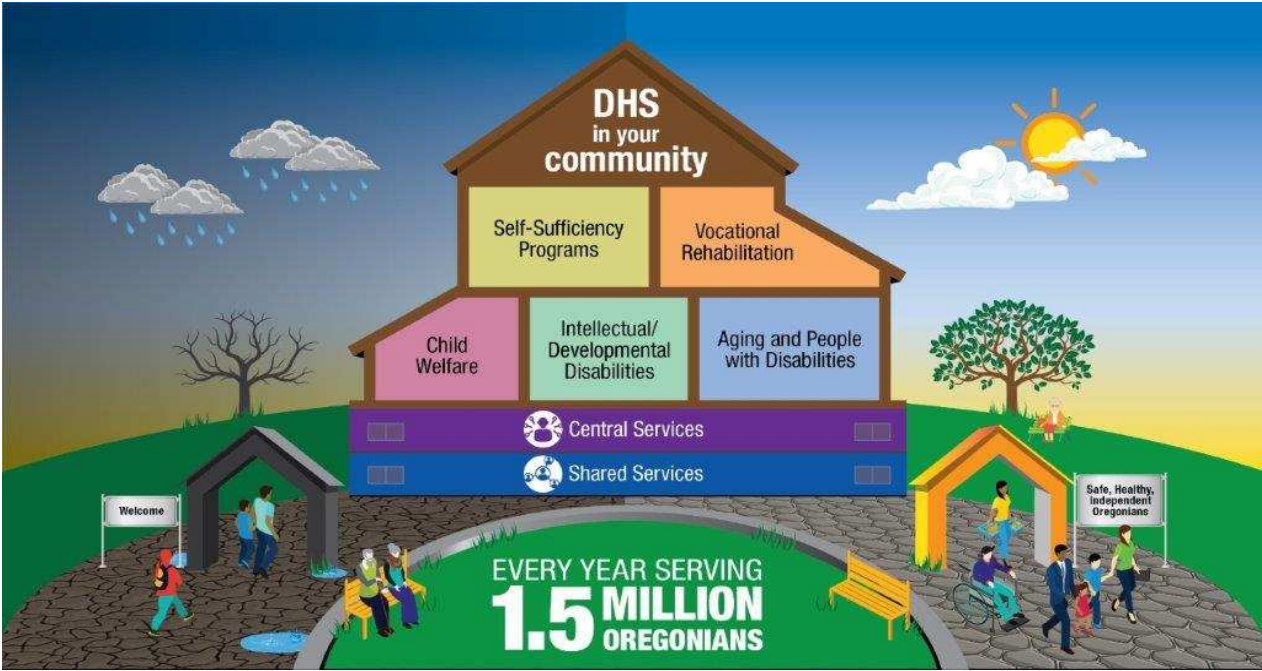 DHS
in your
community
Self-Sufficiency
Programs
Vocational
Rehabilitation
Child
Welfare
Intellectual/
Developmental
Disabilities
Aging and People
with Disabilities
Central Services
Shared Services
Welcome
Safe, Healthy,
Independent
Oregonians
EVERY YEAR SERVING
1.5 MILLION
OREGONIANS